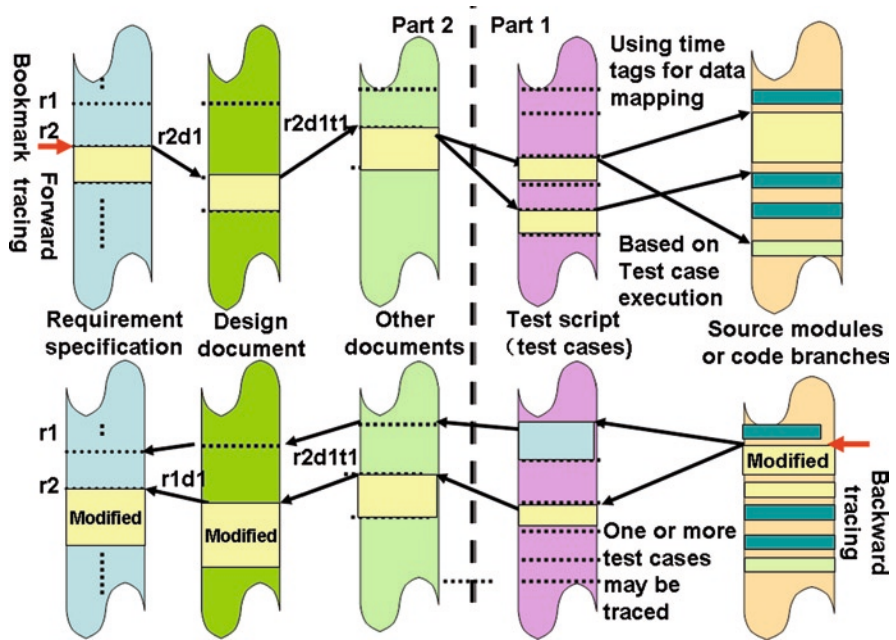 Part 2
Part 1
Using time
tags for data
mapping
Bookmark
Forward
tracing
r1
r2
r2d1
r2d1t1
Based on
Test case
execution
Requirement
specification
Design
document
Other
documents
Test script
(test cases)
Source modules
or code branches
r1
r2
r1d1
r2d1t1
Modified
Modified
Modified
Backward
tracing
One or more
test cases
may be
traced